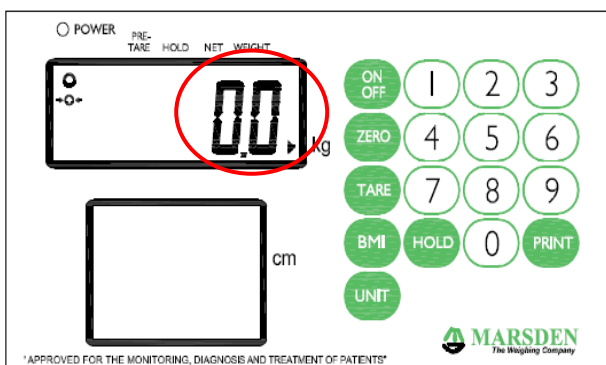 POWER
PRE-
TARE HOLD NET WEIGHT
0.0 kg
cm
ON
OFF 1 2 3
ZERO 4 5 6
TARE 7 8 9
BMI HOLD 0 PRINT
UNIT
MARSDEN
The Weighing Company
"APPROVED FOR THE MONITORING, DIAGNOSIS AND TREATMENT OF PATIENTS"